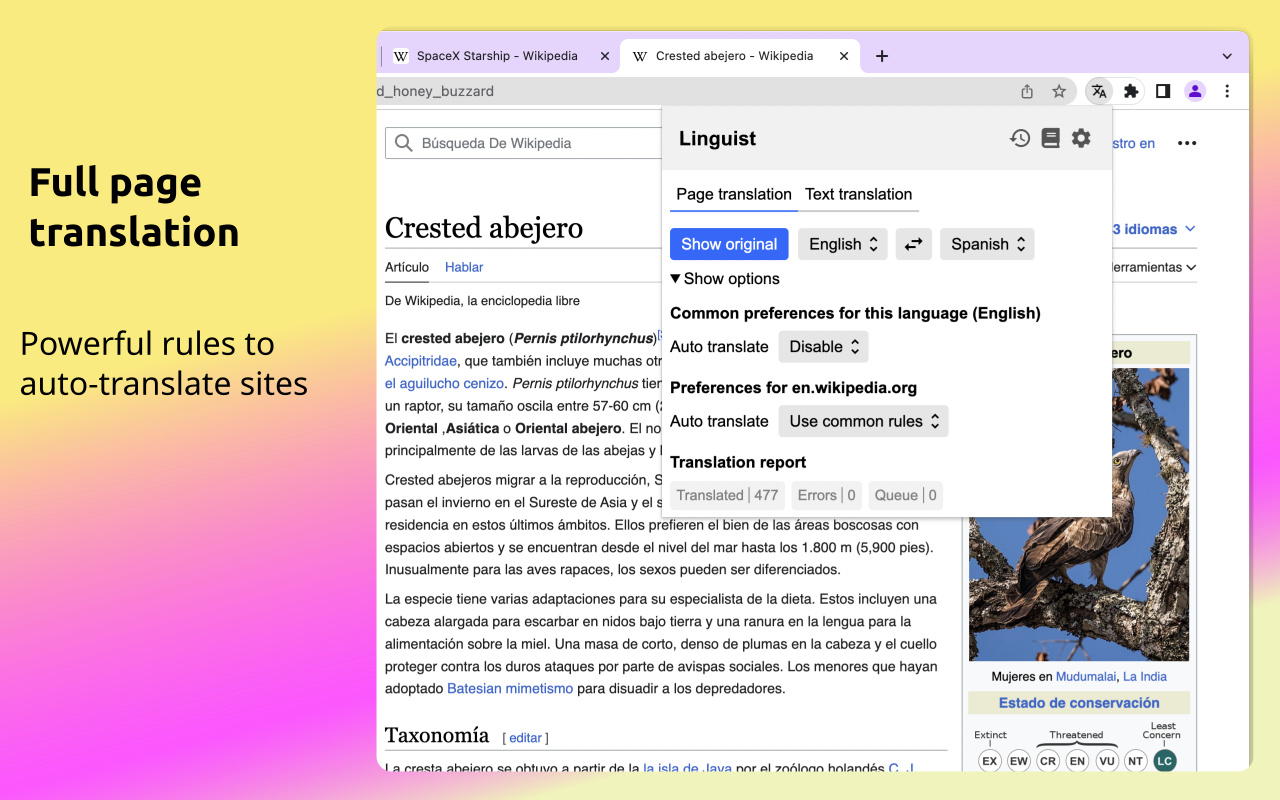 Full page
translation
Powerful rules to
auto-translate sites
SpaceX Starship - Wikipedia
Crested abejero - Wikipedia
d_honey_buzzard
Búsqueda De Wikipedia
stro en
Linguist
Page translation Text translation
Show original English Spanish
Show options
Common preferences for this language (English)
Auto translate Disable
Preferences for en.wikipedia.org
Auto translate Use common rules
Translation report
Translated | 477 Errors | 0 Queue | 0
Crested abejero
3 idiomas
Artículo Hablar
erramientas
De Wikipedia, la enciclopedia libre
El crested abejero (Pernis ptilorhynchus)
Accipitridae, que también incluye muchas otr
el aguilucho cenizo. Pernis ptilorhynchus tien
un raptor, su tamaño oscila entre 57-60 cm (2
Oriental ,Asiática o Oriental abejero. El no
principalmente de las larvas de las abejas y
Crested abejeros migrar a la reproducción, S
pasan el invierno en el Sureste de Asia y el s
residencia en estos últimos ámbitos. Ellos prefieren el bien de las áreas boscosas con
espacios abiertos y se encuentran desde el nivel del mar hasta los 1.800 m (5,900 pies).
Inusualmente para las aves rapaces, los sexos pueden ser diferenciados.
La especie tiene varias adaptaciones para su especialista de la dieta. Estos incluyen una
cabeza alargada para escarbar en nidos bajo tierra y una ranura en la lengua para la
alimentación sobre la miel. Una masa de corto, denso de plumas en la cabeza y el cuello
proteger contra los duros ataques por parte de avispas sociales. Los menores que hayan
adoptado Batesian mimetismo para disuadir a los depredadores.
Taxonomía [ editar ]
La cresta abejero se obtuvo a partir de la la isla de Java por el zoólogo holandés C. J.
ero
Mujeres en Mudumalai, La India
Estado de conservación
Extinct Threatened Least
Concern
EX EW CR EN VU NT LC